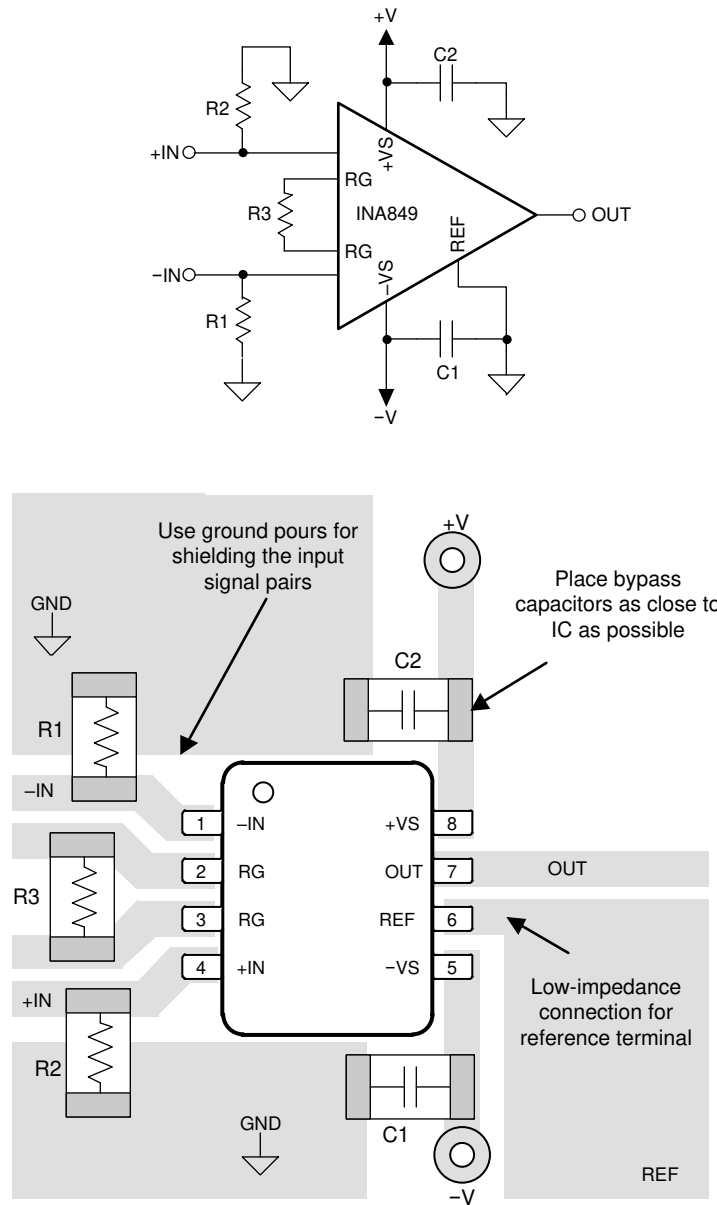 +V
C2
R2
+IN
+VS
RG
R3
INA849
OUT
RG
REF
−IN
−VS
R1
C1
−V
+V
Use ground pours for
shielding the input
signal pairs
Place bypass
capacitors as close to
IC as possible
GND
C2
R1
−IN
1
−IN
+VS
8
2
RG
OUT
7
OUT
R3
3
RG
REF
6
4
+IN
−VS
5
+IN
Low-impedance
connection for
reference terminal
R2
GND
C1
−V
REF